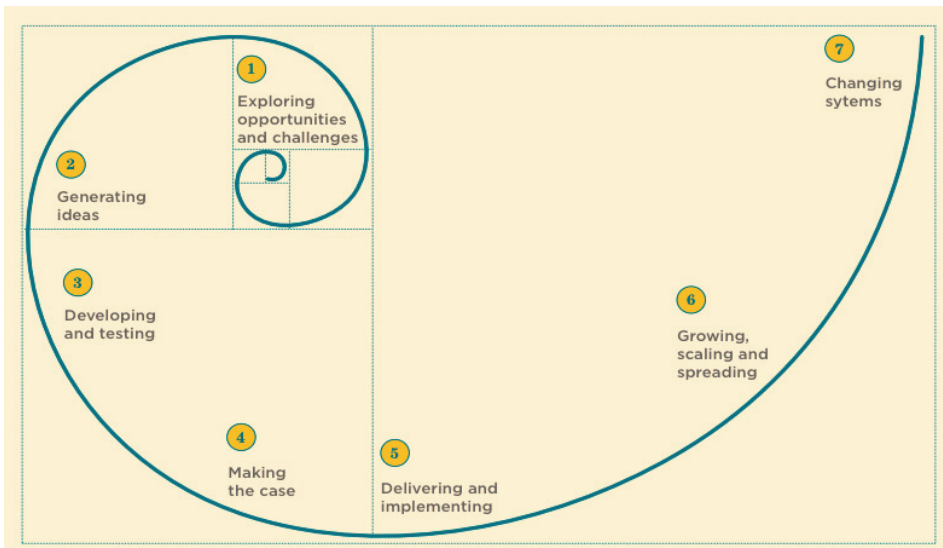 1
Exploring
opportunities
and challenges
2
Generating
ideas
3
Developing
and testing
4
Making
the case
5
Delivering and
implementing
6
Growing,
scaling and
spreading
7
Changing
sytems